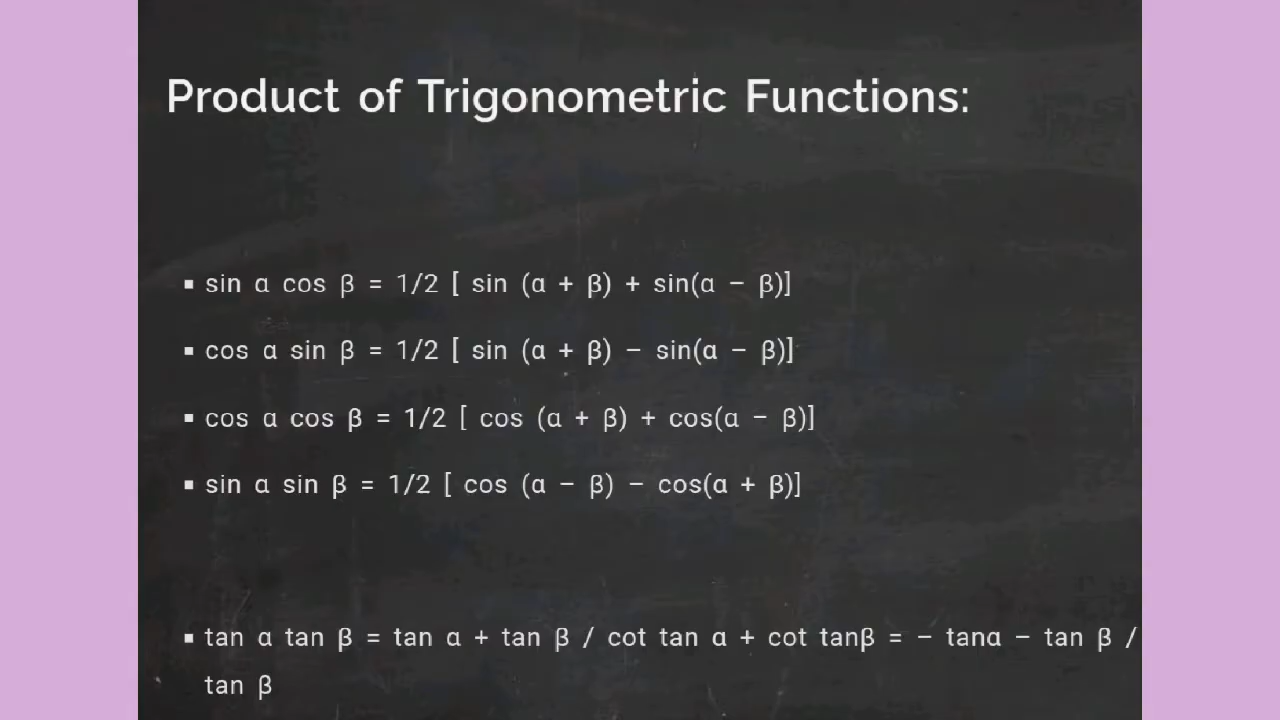 Product of Trigonometric Functions:
▪ sin α cos β = 1/2 [ sin (α + β) + sin(α − β)]
▪ cos α sin β = 1/2 [ sin (α + β) − sin(α − β)]
▪ cos α cos β = 1/2 [ cos (α + β) + cos(α − β)]
▪ sin α sin β = 1/2 [ cos (α − β) − cos(α + β)]
▪ tan α tan β = tan α + tan β / cot tan α + cot tanβ = − tanα − tan β /
tan β